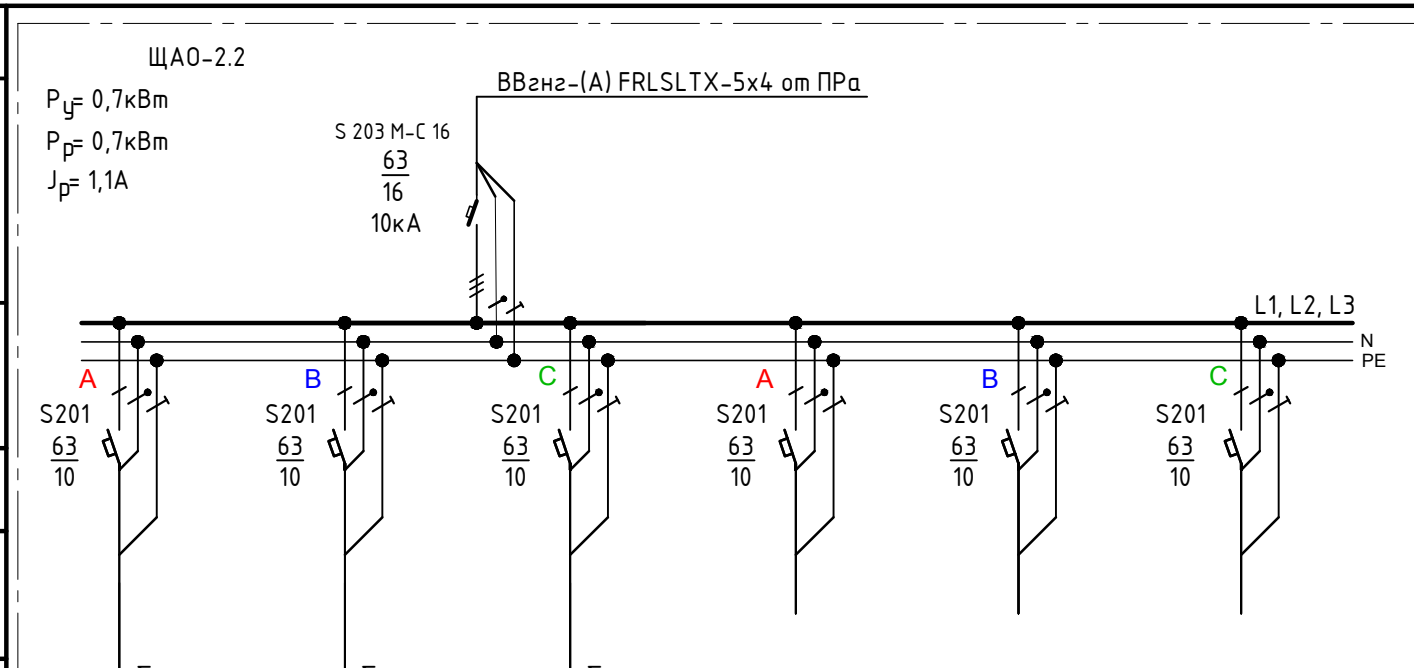 ЩАО-2.2
Pу= 0,7кВт
Pр= 0,7кВт
Jр= 1,1А
ВВгнг-(А) FRLSLTX-5х4 от ПРа
S 203 М-С 16
63
16
10кА
L1, L2, L3
N
PE
A
B
C
A
B
C
S201
63
10
S201
63
10
S201
63
10
S201
63
10
S201
63
10
S201
63
10